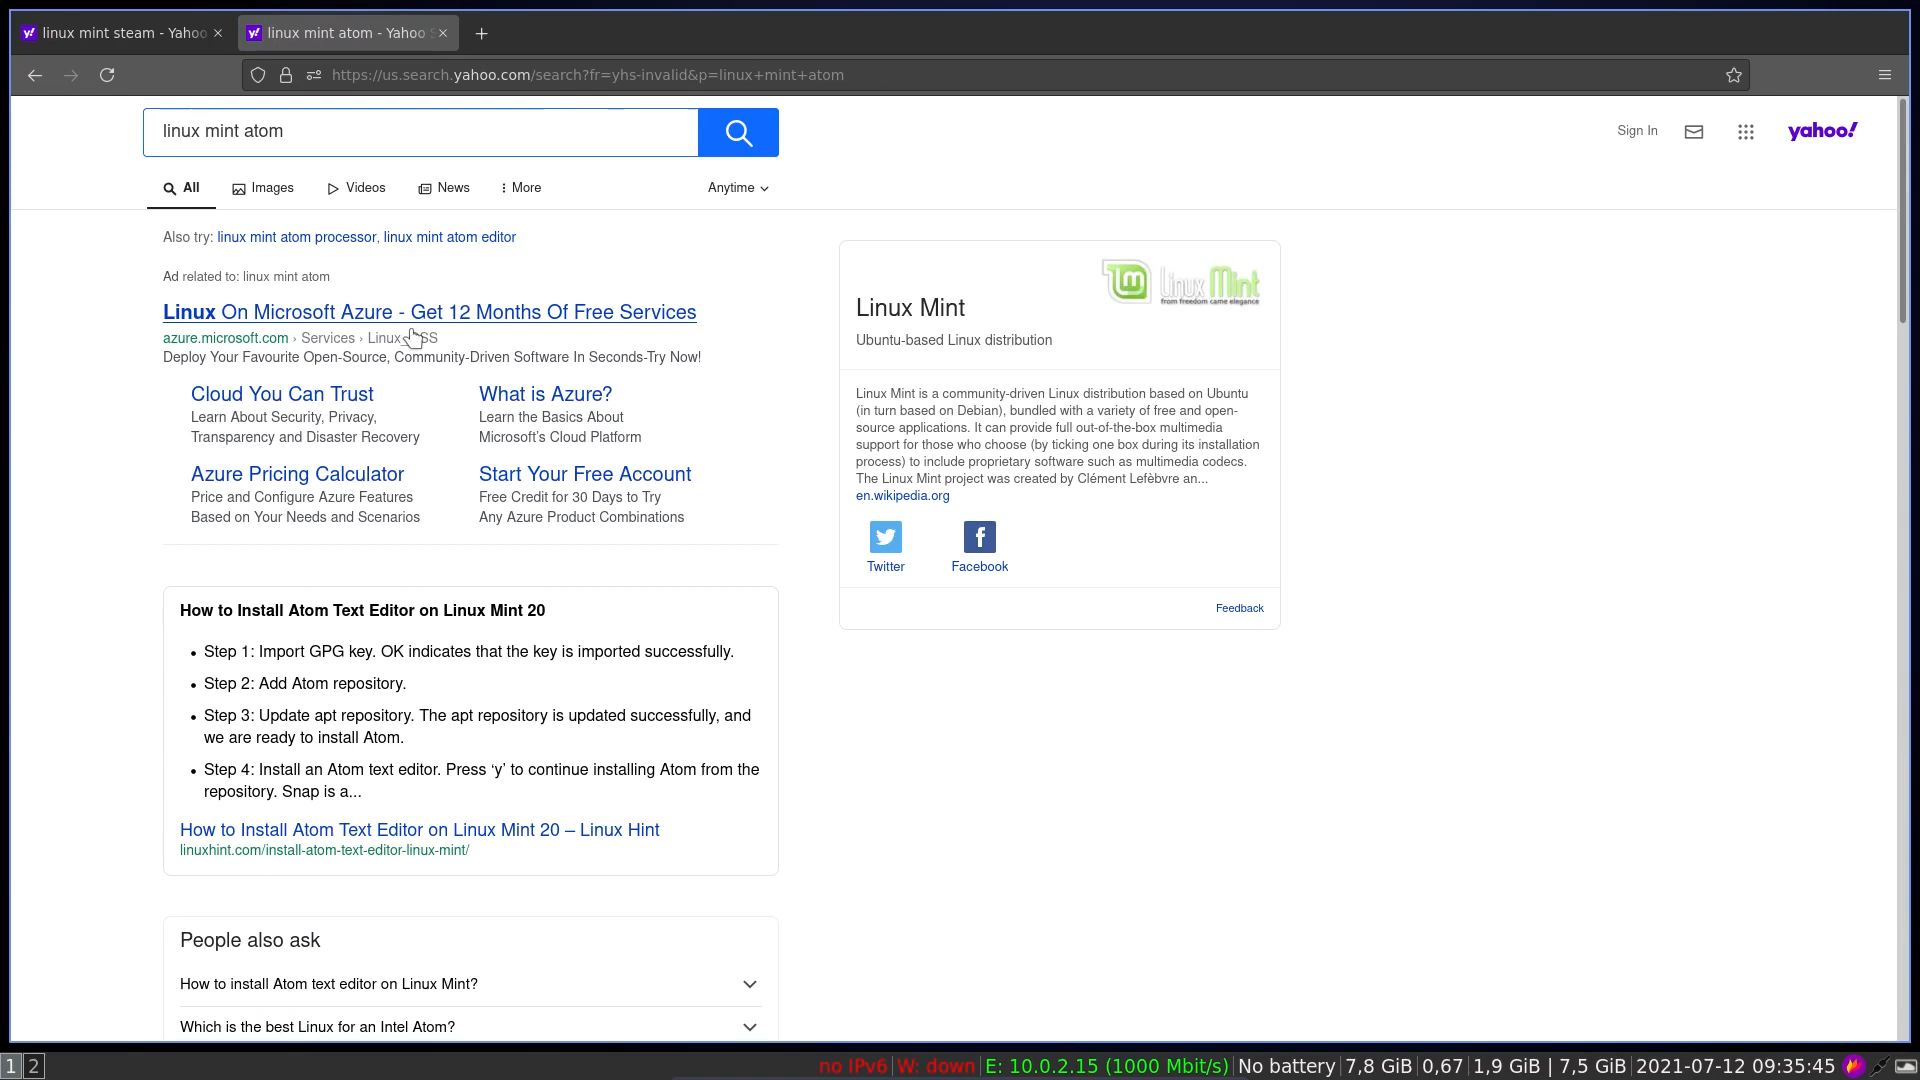 linux mint steam - Yahoo
linux mint atom - Yahoo S
https://us.search.yahoo.com/search?fr=yhs-invalid&p=linux+mint+atom
linux mint atom
Sign In
yahoo!
All
Images
Videos
News
More
Anytime
Also try: linux mint atom processor, linux mint atom editor
Ad related to: linux mint atom
Linux On Microsoft Azure - Get 12 Months Of Free Services
azure.microsoft.com › Services › Linux SS
Deploy Your Favourite Open-Source, Community-Driven Software In Seconds-Try Now!
Cloud You Can Trust
Learn About Security, Privacy,
Transparency and Disaster Recovery
What is Azure?
Learn the Basics About
Microsoft's Cloud Platform
Azure Pricing Calculator
Price and Configure Azure Features
Based on Your Needs and Scenarios
Start Your Free Account
Free Credit for 30 Days to Try
Any Azure Product Combinations
How to Install Atom Text Editor on Linux Mint 20
• Step 1: Import GPG key. OK indicates that the key is imported successfully.
• Step 2: Add Atom repository.
• Step 3: Update apt repository. The apt repository is updated successfully, and
we are ready to install Atom.
• Step 4: Install an Atom text editor. Press ‘y’ to continue installing Atom from the
repository. Snap is a...
How to Install Atom Text Editor on Linux Mint 20 – Linux Hint
linuxhint.com/install-atom-text-editor-linux-mint/
People also ask
How to install Atom text editor on Linux Mint?
Which is the best Linux for an Intel Atom?
Linux Mint
from freedom came elegance
Linux Mint
Ubuntu-based Linux distribution
Linux Mint is a community-driven Linux distribution based on Ubuntu
(in turn based on Debian), bundled with a variety of free and open-
source applications. It can provide full out-of-the-box multimedia
support for those who choose (by ticking one box during its installation
process) to include proprietary software such as multimedia codecs.
The Linux Mint project was created by Clément Lefèbvre an...
en.wikipedia.org
Twitter
Facebook
Feedback
1 2
no IPv6 | W: down | E: 10.0.2.15 (1000 Mbit/s) | No battery | 7,8 GiB | 0,67 | 1,9 GiB | 7,5 GiB | 2021-07-12 09:35:45